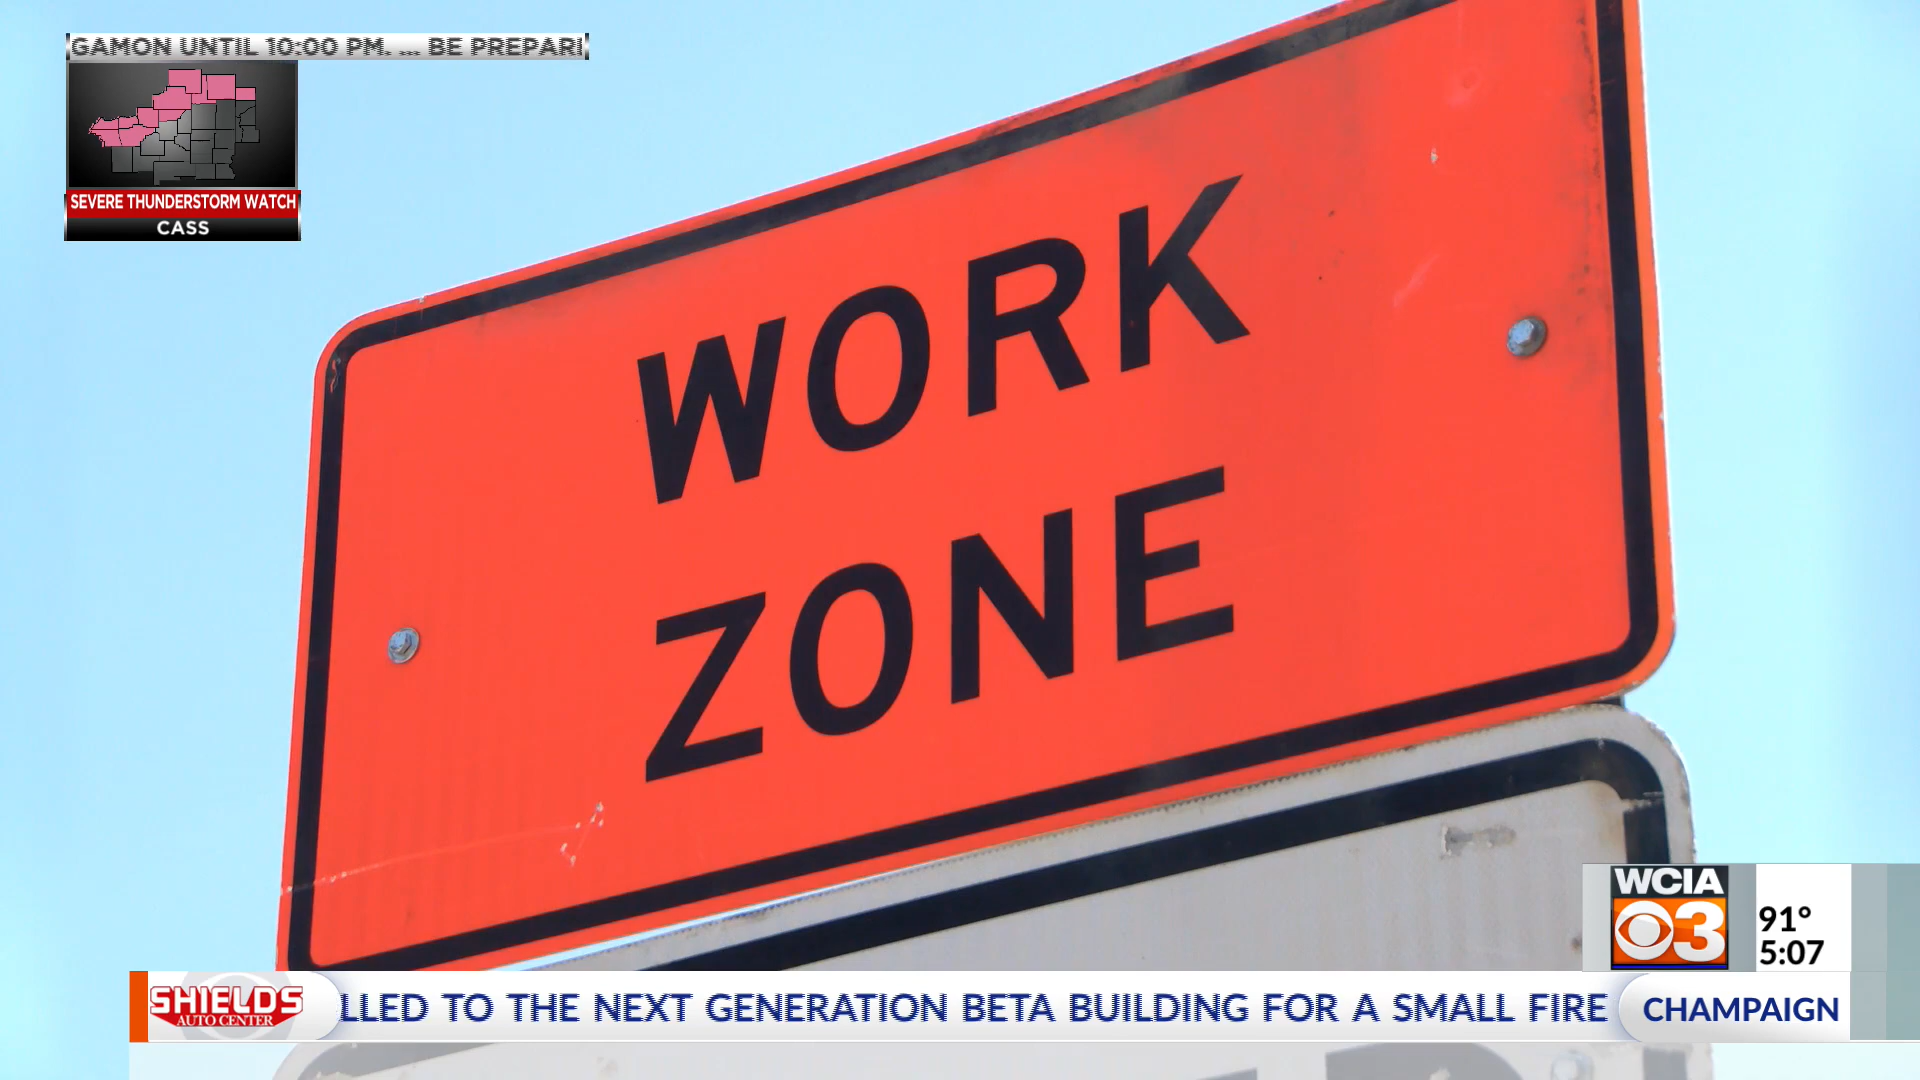 GAMON UNTIL 10:00 PM. ... BE PREPARI
SEVERE THUNDERSTORM WATCH
CASS
WORK
ZONE
WCIA
3
91°
5:07
SHIELDS
AUTO CENTER
LLED TO THE NEXT GENERATION BETA BUILDING FOR A SMALL FIRE
CHAMPAIGN